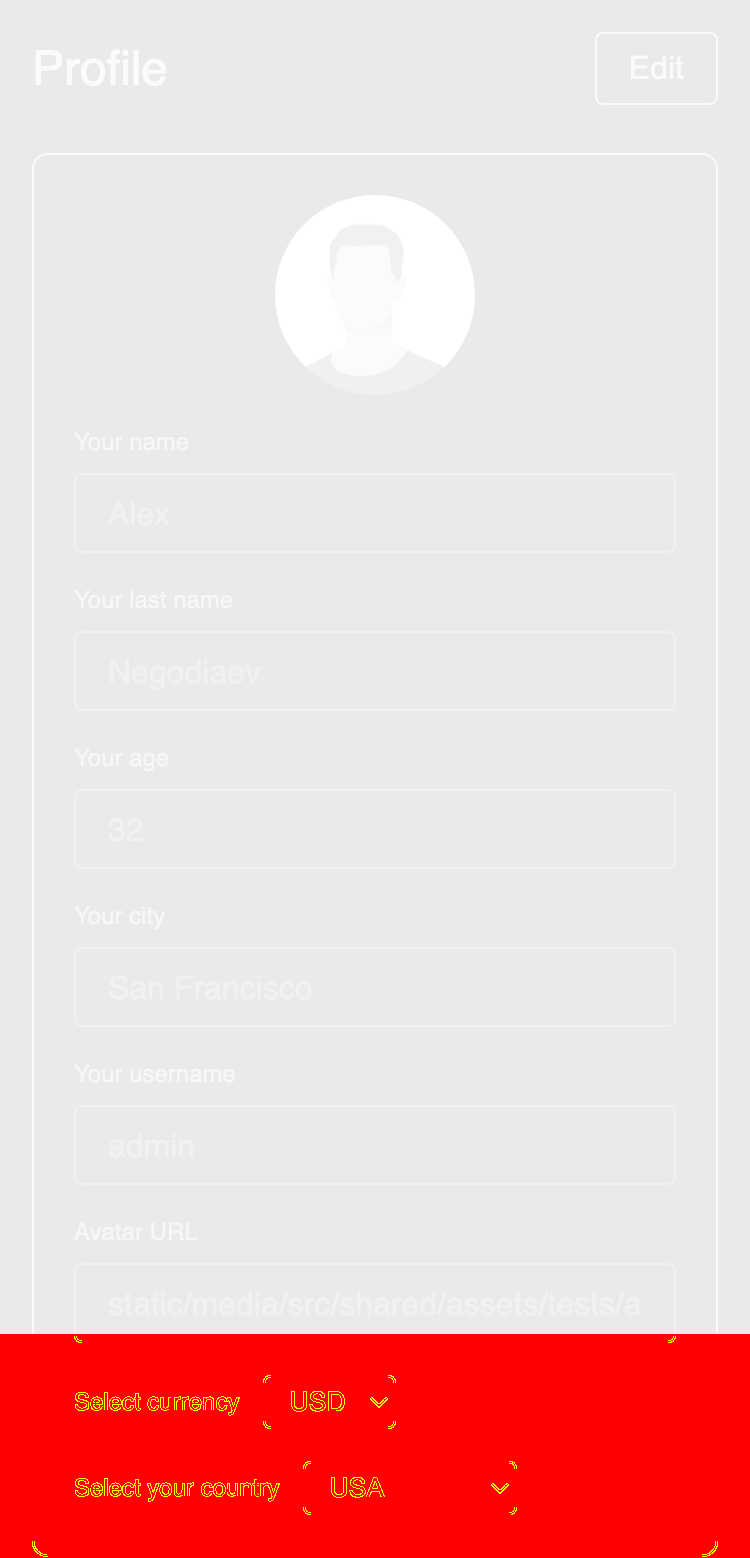 Profile
Edit
Your name
Alex
Your last name
Negodiaev
Your age
32
Your city
San Francisco
Your username
admin
Avatar URL
static/media/src/shared/assets/tests/a
Select currency
USD
Select your country
USA